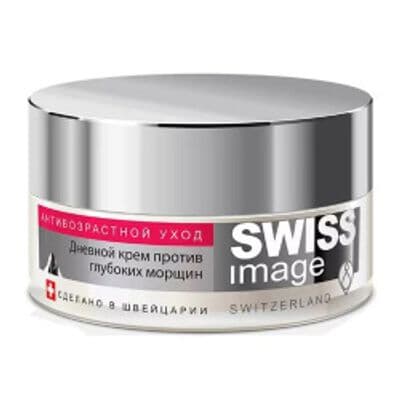 АНТИВОЗРАСТНОЙ УХОД
Дневной крем против
глубоких морщин
СДЕЛАНО В ШВЕЙЦАРИИ
SWISS
image
SWITZERLAND